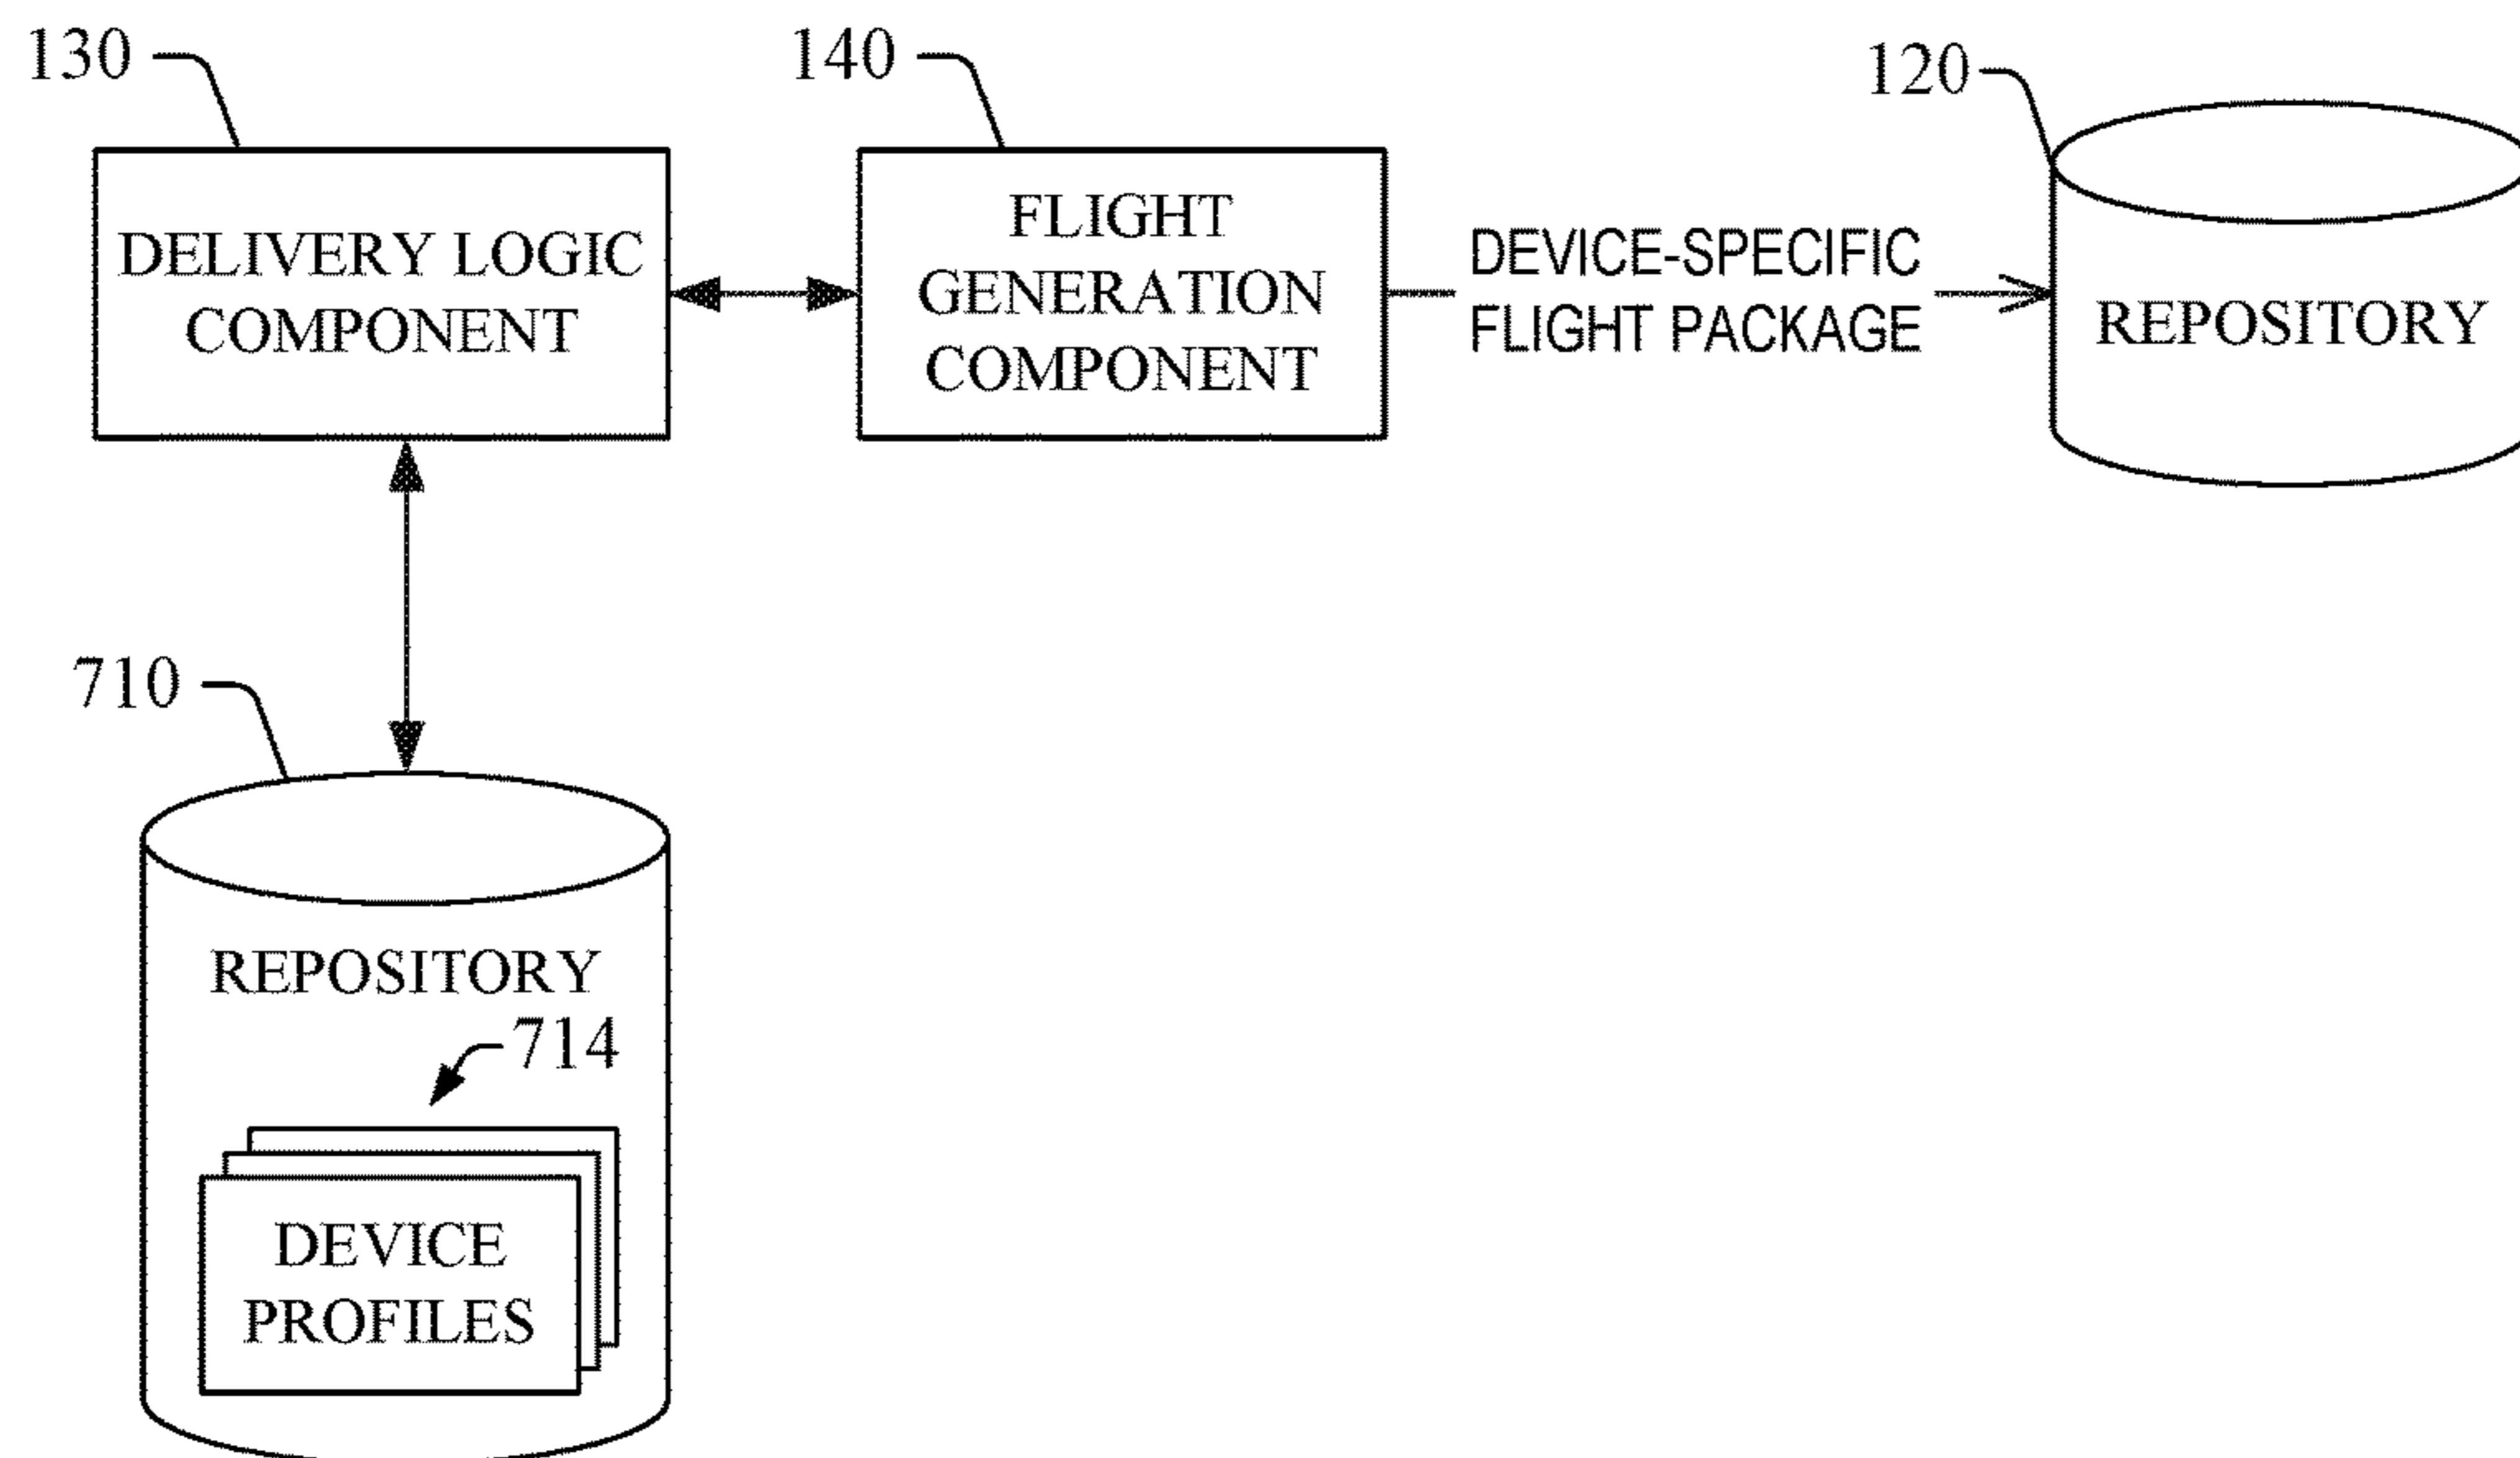 130
140
120
DELIVERY LOGIC
COMPONENT
FLIGHT
GENERATION
COMPONENT
DEVICE-SPECIFIC
FLIGHT PACKAGE
REPOSITORY
710
REPOSITORY
714
DEVICE
PROFILES